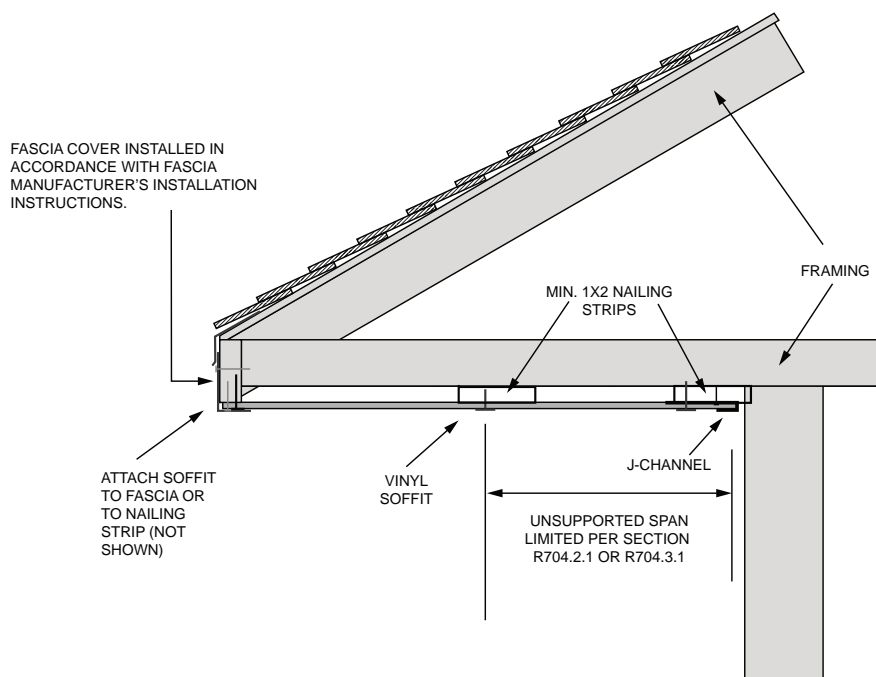 FASCIA COVER INSTALLED IN
ACCORDANCE WITH FASCIA
MANUFACTURER'S INSTALLATION
INSTRUCTIONS.
MIN. 1X2 NAILING
STRIPS
FRAMING
ATTACH SOFFIT
TO FASCIA OR
TO NAILING
STRIP (NOT
SHOWN)
VINYL
SOFFIT
J-CHANNEL
UNSUPPORTED SPAN
LIMITED PER SECTION
R704.2.1 OR R704.3.1